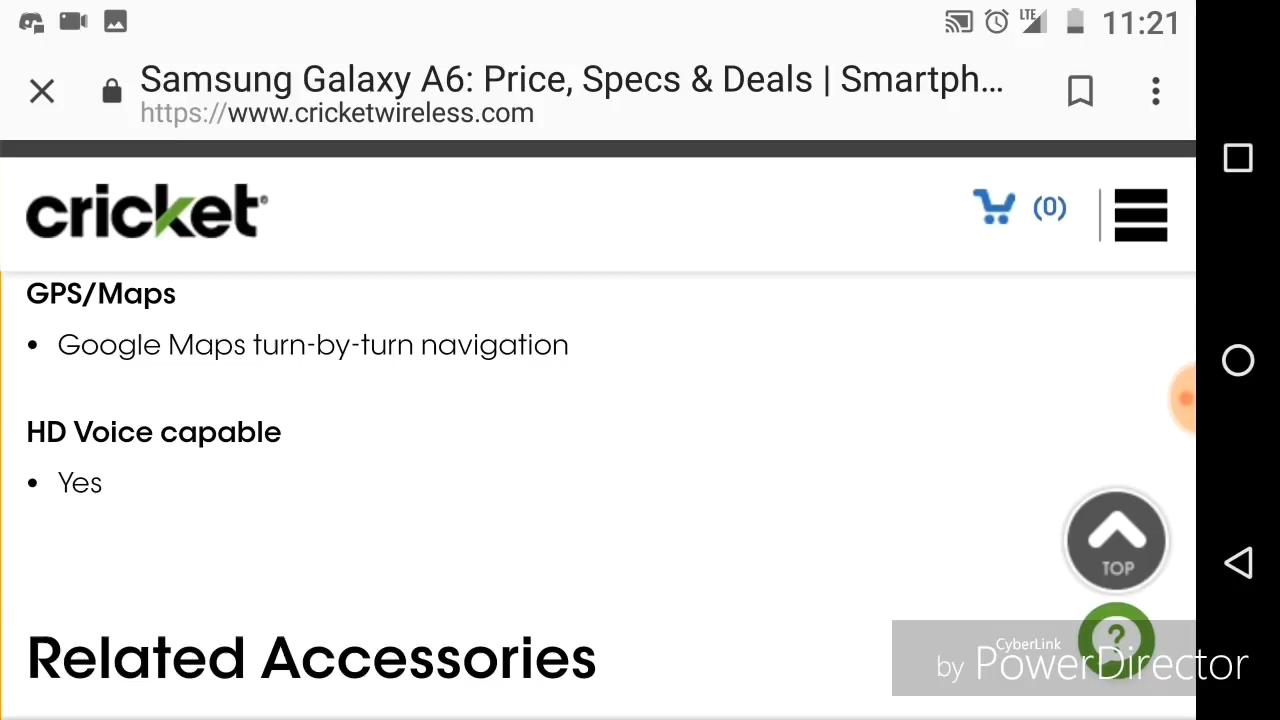 LTE 11:21
Samsung Galaxy A6: Price, Specs & Deals | Smartph...
https://www.cricketwireless.com
cricket
(0)
GPS/Maps
• Google Maps turn-by-turn navigation
HD Voice capable
• Yes
TOP
Related Accessories
?
CyberLink
by PowerDirector